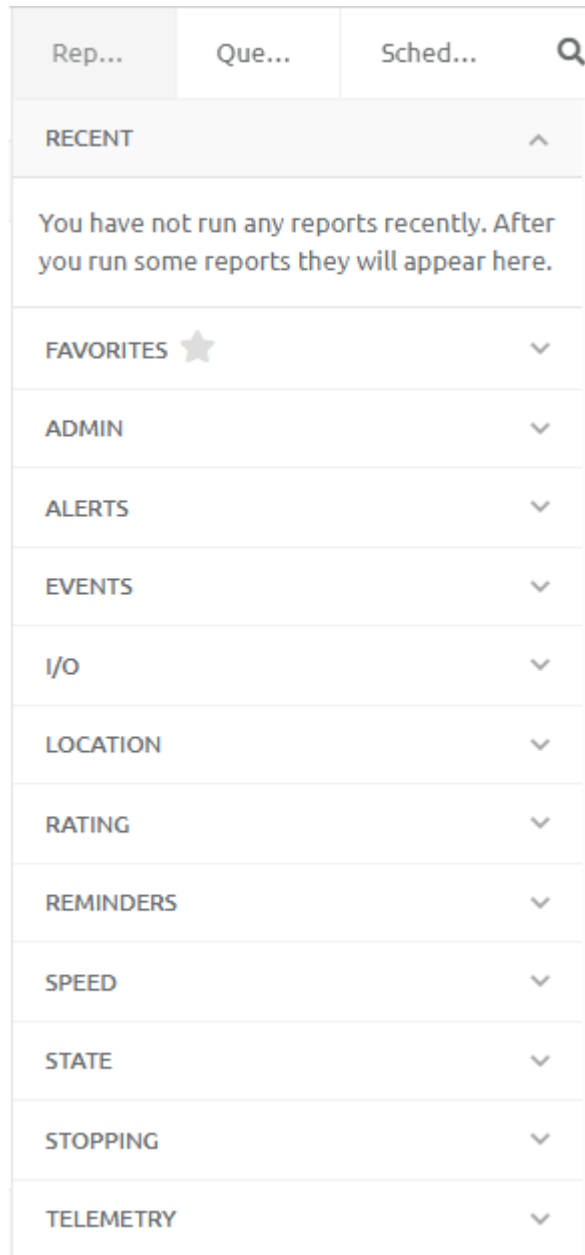 Rep... Que... Sched...
RECENT
You have not run any reports recently. After
you run some reports they will appear here.
FAVORITES
ADMIN
ALERTS
EVENTS
I/O
LOCATION
RATING
REMINDERS
SPEED
STATE
STOPPING
TELEMETRY